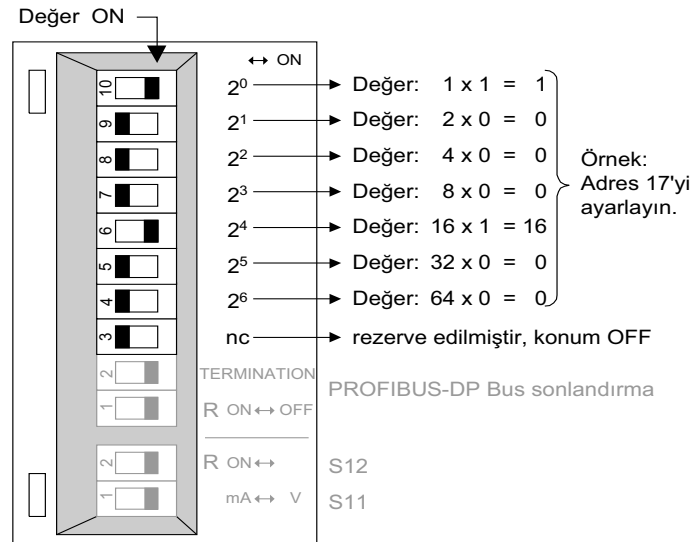 Değer ON
↔ ON
10 2⁰ Değer: 1 x 1 = 1
9 2¹ Değer: 2 x 0 = 0
8 2² Değer: 4 x 0 = 0
7 2³ Değer: 8 x 0 = 0
6 2⁴ Değer: 16 x 1 = 16
5 2⁵ Değer: 32 x 0 = 0
4 2⁶ Değer: 64 x 0 = 0
Örnek:
Adres 17'yi
ayarlayın.
3 nc rezerve edilmiştir, konum OFF
2 TERMINATION
1 R ON ↔ OFF
PROFIBUS-DP Bus sonlandırma
2 R ON ↔ S12
1 mA ↔ V S11